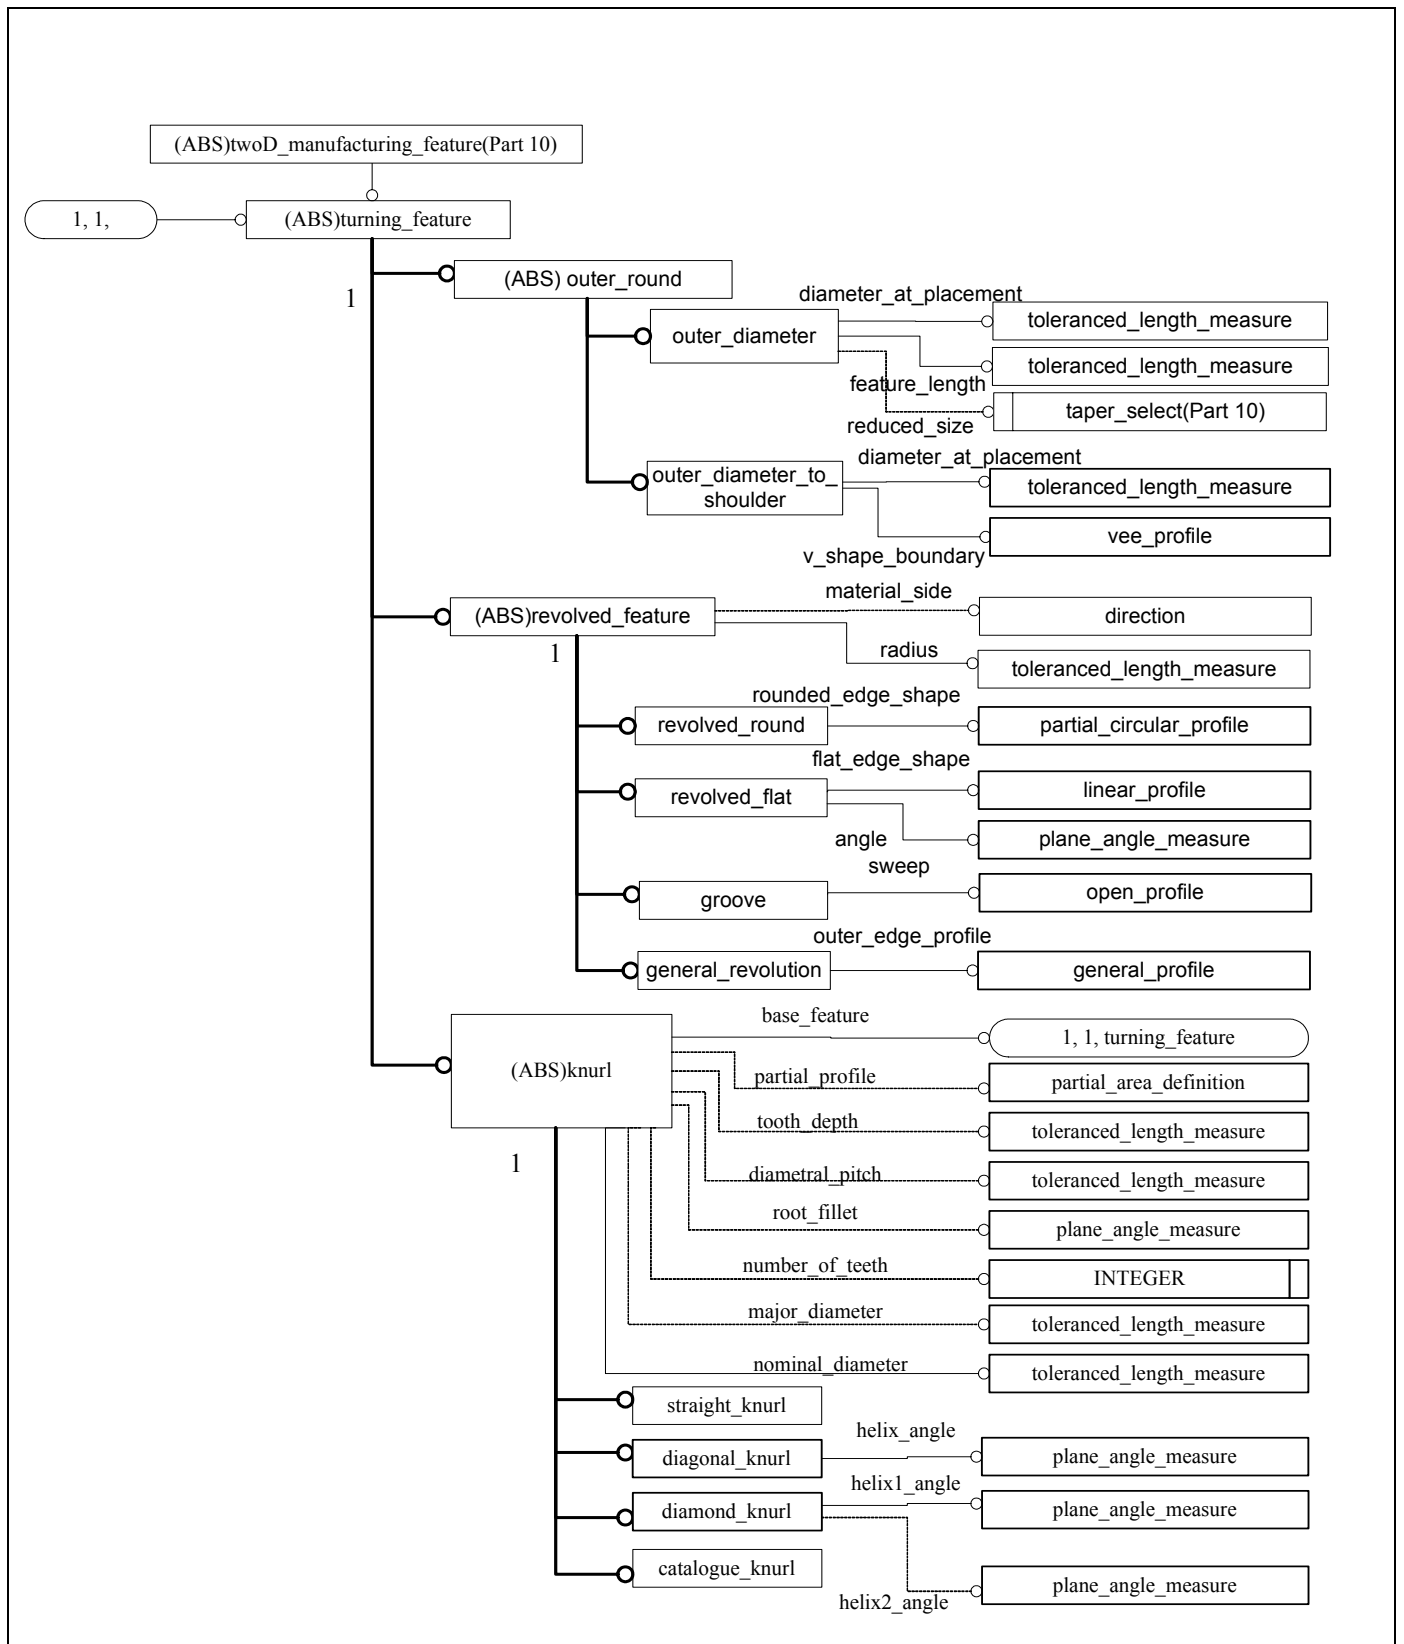 (ABS)twoD_manufacturing_feature(Part 10)
1, 1,
(ABS)turning_feature
1
(ABS) outer_round
diameter_at_placement
outer_diameter
toleranced_length_measure
toleranced_length_measure
feature_length
taper_select(Part 10)
reduced_size
diameter_at_placement
outer_diameter_to_
shoulder
toleranced_length_measure
vee_profile
v_shape_boundary
material_side
(ABS)revolved_feature
direction
1
radius
toleranced_length_measure
rounded_edge_shape
revolved_round
partial_circular_profile
flat_edge_shape
revolved_flat
linear_profile
angle
plane_angle_measure
sweep
groove
open_profile
outer_edge_profile
general_revolution
general_profile
base_feature
1, 1, turning_feature
(ABS)knurl
partial_profile
partial_area_definition
tooth_depth
toleranced_length_measure
1
diametral_pitch
toleranced_length_measure
root_fillet
plane_angle_measure
number_of_teeth
INTEGER
major_diameter
toleranced_length_measure
nominal_diameter
toleranced_length_measure
straight_knurl
helix_angle
diagonal_knurl
plane_angle_measure
helix1_angle
diamond_knurl
plane_angle_measure
catalogue_knurl
plane_angle_measure
helix2_angle